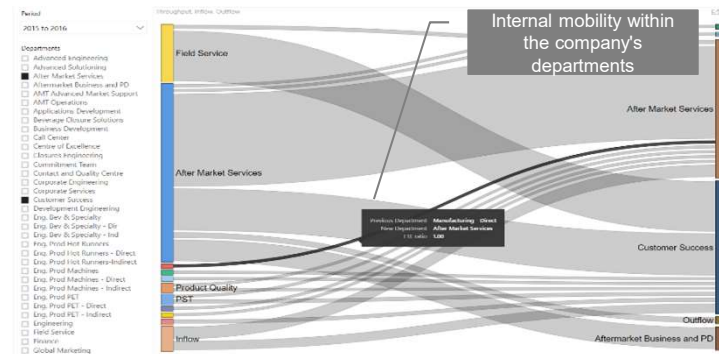 Period
2015 to 2016
Departments
Advanced Engineering
Advanced Solutioning
After Market Services
Aftermarket Business and PD
AMT Advanced Market Support
AMT Operations
Applications Development
Beverage Closure Solutions
Business Development
Call Center
Centre of Excellence
Closures Engineering
Commitment Team
Contact and Quality Centre
Corporate Engineering
Corporate Services
Customer Success
Development Engineering
Eng. Bev & Specialty
Eng. Bev & Specialty - Dir
Eng. Bev & Specialty - Ind
Eng. Prod Hot Runners
Eng. Prod Hot Runners - Direct
Eng. Prod Hot Runners-Indirect
Eng. Prod Machines
Eng. Prod Machines - Direct
Eng. Prod Machines - Indirect
Eng. Prod PET
Eng. Prod PET - Direct
Eng. Prod PET - Indirect
Engineering
Field Service
Finance
Global Marketing
Throughput, Inflow, Outflow
Internal mobility within
the company's
departments
Field Service
After Market Services
Product Quality
PST
Inflow
Previous Department Manufacturing - Direct
New Department After Market Services
ratio 1.00
After Market Services
Customer Success
Outflow
Aftermarket Business and PD